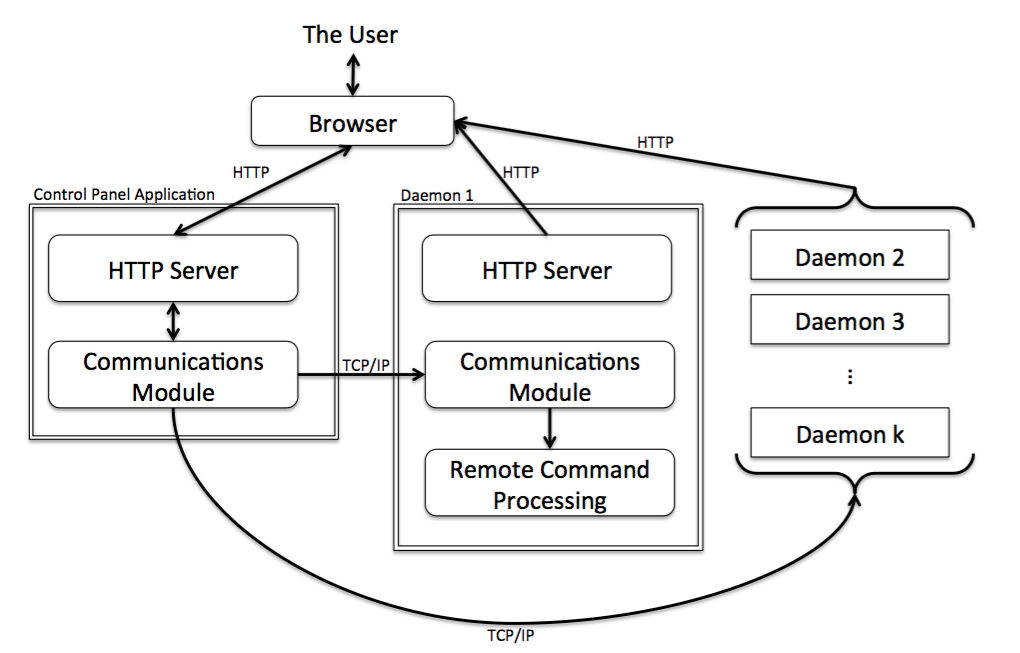 The User
Browser
HTTP
HTTP
HTTP
Control Panel Application
HTTP Server
Communications
Module
TCP/IP
Daemon 1
HTTP Server
Communications
Module
Remote Command
Processing
Daemon 2
Daemon 3
...
Daemon k
TCP/IP